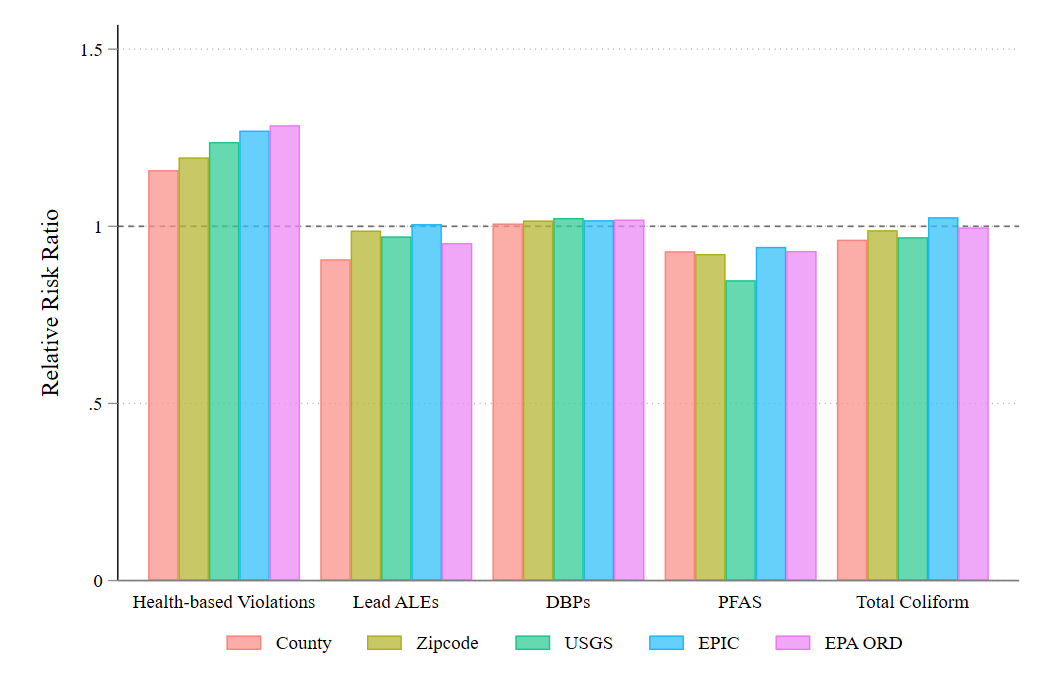 1.5
1
.5
0
Relative Risk Ratio
Health-based Violations Lead ALEs DBPs PFAS Total Coliform
County Zipcode USGS EPIC EPA ORD